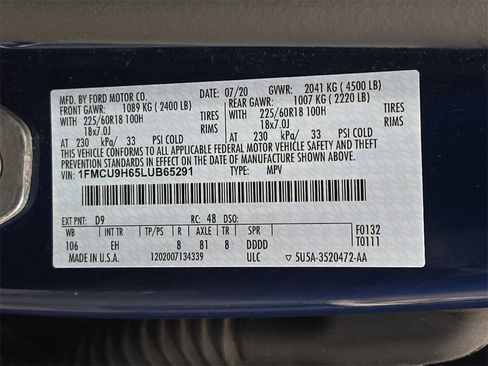 MFD. BY FORD MOTOR CO.
DATE: 07/20 GVWR: 2041 KG ( 4500 LB)
FRONT GAWR: 1089 KG ( 2400 LB) REAR GAWR: 1007 KG ( 2220 LB)
WITH 225/60R18 100H TIRES WITH 225/60R18 100H TIRES
18x7.0J RIMS 18x7.0J RIMS
AT 230 kPa/ 33 PSI COLD AT 230 kPa/ 33 PSI COLD
THIS VEHICLE CONFORMS TO ALL APPLICABLE FEDERAL MOTOR VEHICLE SAFETY AND THEFT
PREVENTION STANDARDS IN EFFECT ON THE DATE OF MANUFACTURE SHOWN ABOVE.
VIN: 1FMCU9H65LUB65291 TYPE: MPV
EXT PNT: D9 RC: 48 DSO:
WB INT TR TP/PS R AXLE TR SPR
106 EH 8 81 8 DDDD
F0132
T0111
MADE IN U.S.A. 1202007134339 ULC 5U5A-3520472-AA